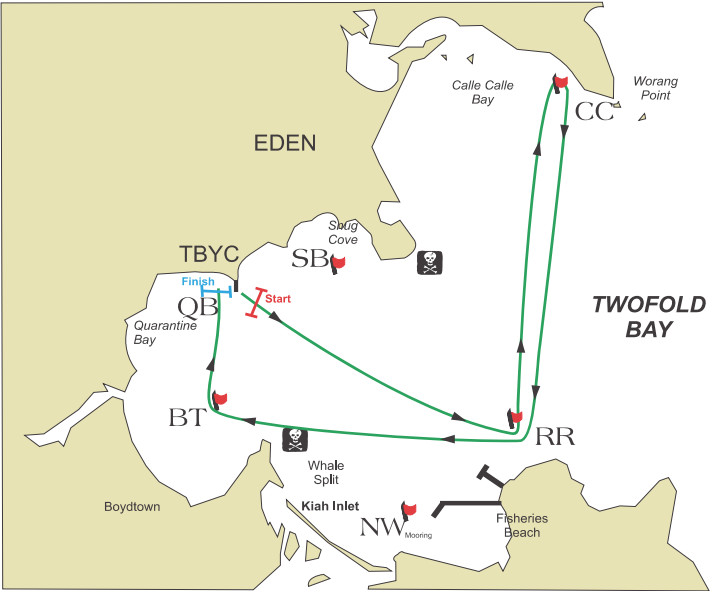 Calle Calle
Bay
Worang
Point
CC
EDEN
Snug
Cove
TBYC
SB
Finish
Start
QB
TWOFOLD
BAY
Quarantine
Bay
BT
RR
Whale
Split
Boydtown
Kiah Inlet
NW
Mooring
Fisheries
Beach